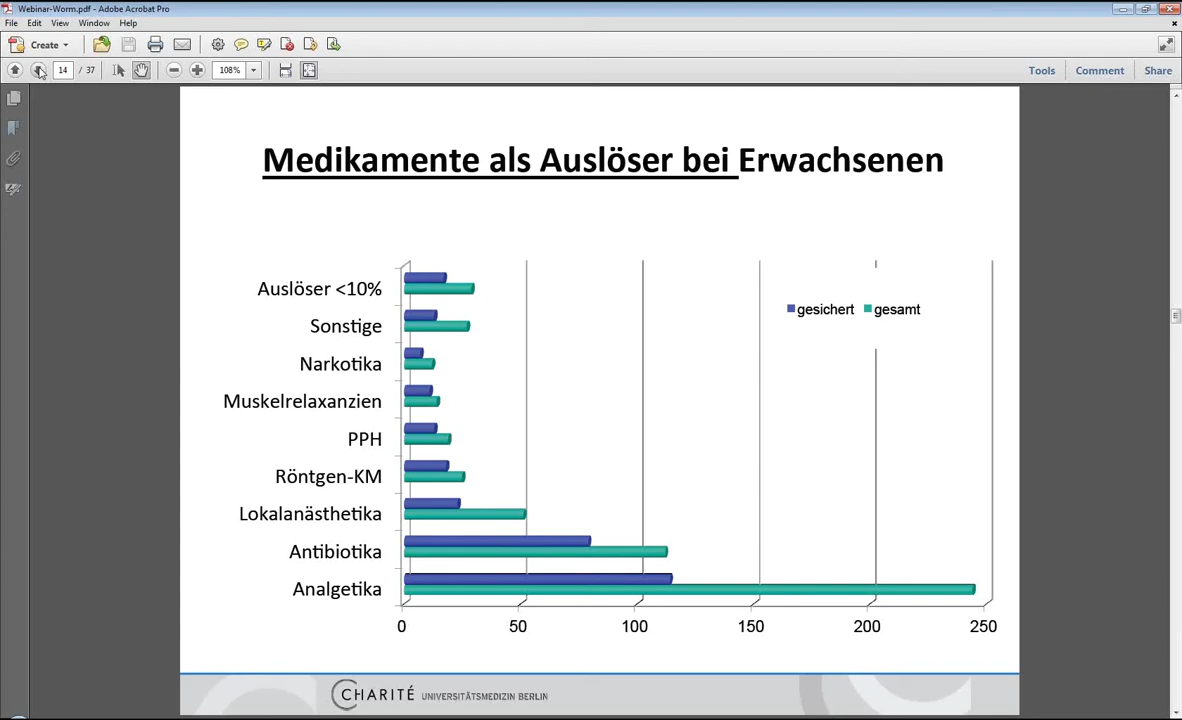 Webinar-Worm.pdf - Adobe Acrobat Pro
File Edit View Window Help
Create
14 / 37 108% Tools Comment Share
Medikamente als Auslöser bei Erwachsenen
Auslöser <10%
Sonstige
Narkotika
Muskelrelaxanzien
PPH
Röntgen-KM
Lokalanästhetika
Antibiotika
Analgetika
gesichert gesamt
0 50 100 150 200 250
CHARITÉ UNIVERSITÄTSMEDIZIN BERLIN